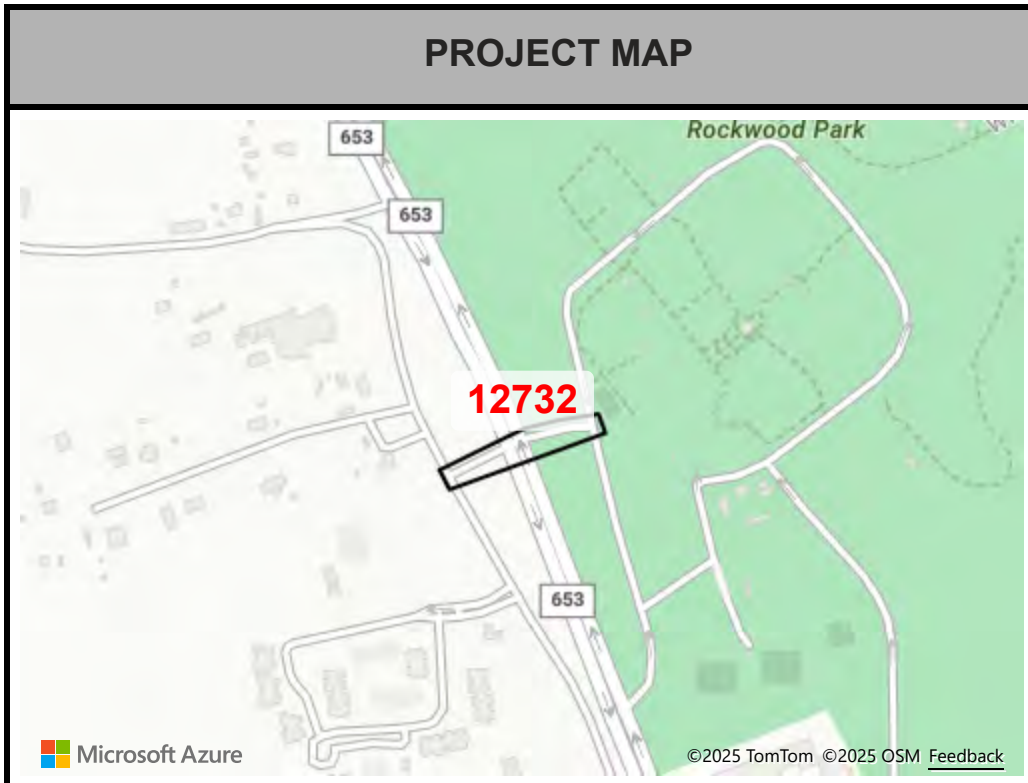 PROJECT MAP
653
Rockwood Park
653
12732
653
Microsoft Azure
©2025 TomTom ©2025 OSM Feedback